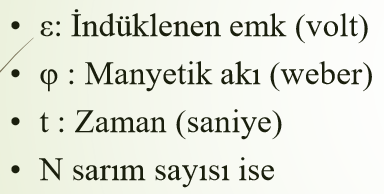 • ε: İndüklenen emk (volt)
• φ : Manyetik akı (weber)
• t : Zaman (saniye)
• N sarım sayısı ise